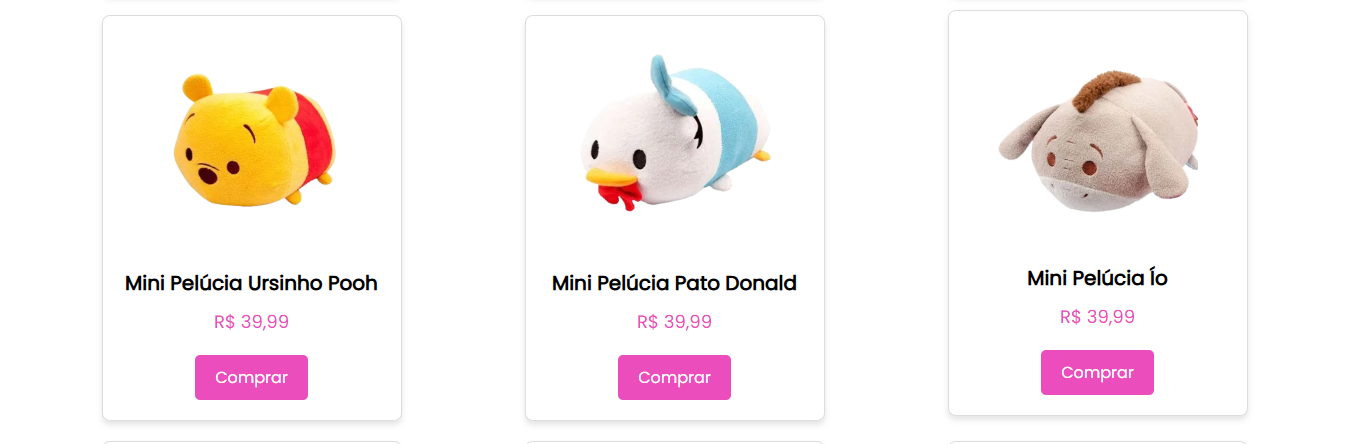 Mini Pelúcia Ursinho Pooh
R$ 39,99
Comprar
Mini Pelúcia Pato Donald
R$ 39,99
Comprar
Mini Pelúcia Ío
R$ 39,99
Comprar